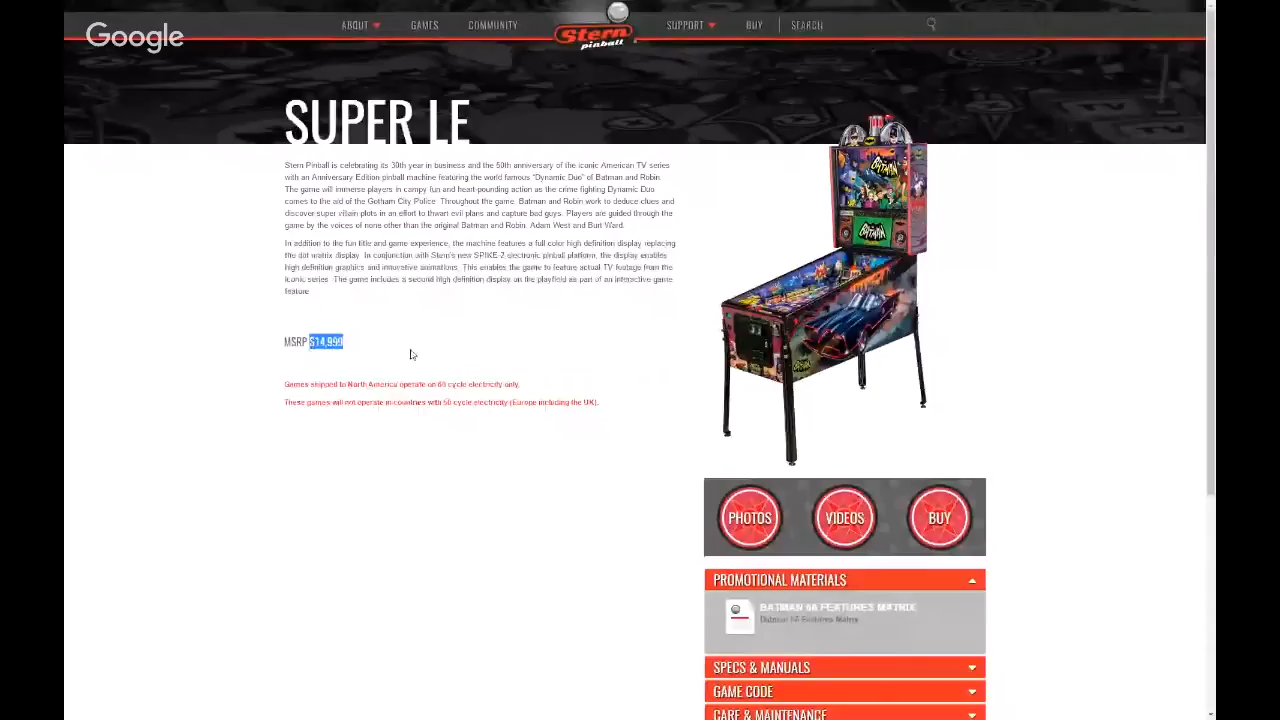 Google
ABOUT GAMES COMMUNITY Stern pinball SUPPORT BUY SEARCH
SUPER LE
Stern Pinball is celebrating its 30th year in business and the 50th anniversary of the iconic American TV series
with an Anniversary Edition pinball machine featuring the world famous "Dynamic Duo" of Batman and Robin.
The game will immerse players in campy fun and heart-pounding action as the crime fighting Dynamic Duo
comes to the aid of the Gotham City Police. Throughout the game, Batman and Robin work to deduce clues and
discover super villain plots in an effort to thwart evil plans and capture bad guys. Players are guided through the
game by the voices of none other than the original Batman and Robin, Adam West and Burt Ward.
In addition to the fun title and game experience, the machine features a full color high definition display replacing
the dot matrix display. In conjunction with Stern's new SPIKE-2 electronic pinball platform, the display enables
high definition graphics and innovative animations. This enables the game to feature actual TV footage from the
iconic series. The game includes a second high definition display on the playfield as part of an interactive game
feature.
MSRP $14,999
Games shipped to North America operate on 60 cycle electricity only.
These games will not operate in countries with 50 cycle electricity (Europe including the UK).
BATMAN
BATMAN
PHOTOS VIDEOS BUY
PROMOTIONAL MATERIALS
BATMAN 66 FEATURES MATRIX
Batman 66 Features Matrix
SPECS & MANUALS
GAME CODE
CARE & MAINTENANCE